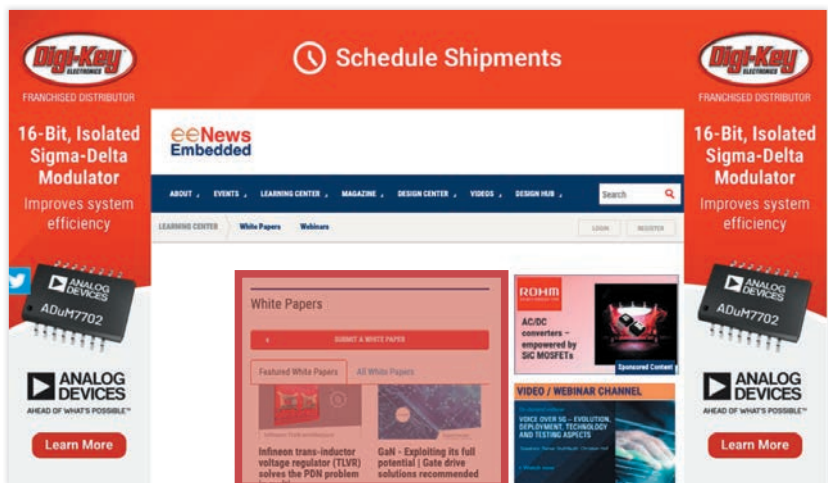 Digi-Key
ELECTRONICS
FRANCHISED DISTRIBUTOR
16-Bit, Isolated
Sigma-Delta
Modulator
Improves system
efficiency
ANALOG
DEVICES
ADuM7702
ANALOG
DEVICES
AHEAD OF WHAT'S POSSIBLE™
Learn More
Schedule Shipments
eeNews
Embedded
ABOUT EVENTS LEARNING CENTER MAGAZINE DESIGN CENTER VIDEOS DESIGN HUB Search
LEARNING CENTER White Papers Webinars LOGIN REGISTER
White Papers
SUBMIT A WHITE PAPER
Featured White Papers All White Papers
Infineon trans-inductor
voltage regulator (TLVR)
solves the PDN problem
GaN - Exploiting its full
potential | Gate drive
solutions recommended
ROHM
SEMICONDUCTOR
AC/DC
converters –
empowered by
SiC MOSFETs
Sponsored Content
VIDEO / WEBINAR CHANNEL
VOICE OVER 5G – EVOLUTION,
DEPLOYMENT, TECHNOLOGY
AND TESTING ASPECTS
Digi-Key
ELECTRONICS
FRANCHISED DISTRIBUTOR
16-Bit, Isolated
Sigma-Delta
Modulator
Improves system
efficiency
ANALOG
DEVICES
ADuM7702
ANALOG
DEVICES
AHEAD OF WHAT'S POSSIBLE™
Learn More